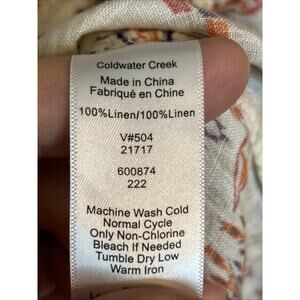 Coldwater Creek
Made in China
Fabriqué en Chine
100%Linen/100%Linen
V#504
21717
600874
222
Machine Wash Cold
Normal Cycle
Only Non-Chlorine
Bleach If Needed
Tumble Dry Low
Warm Iron